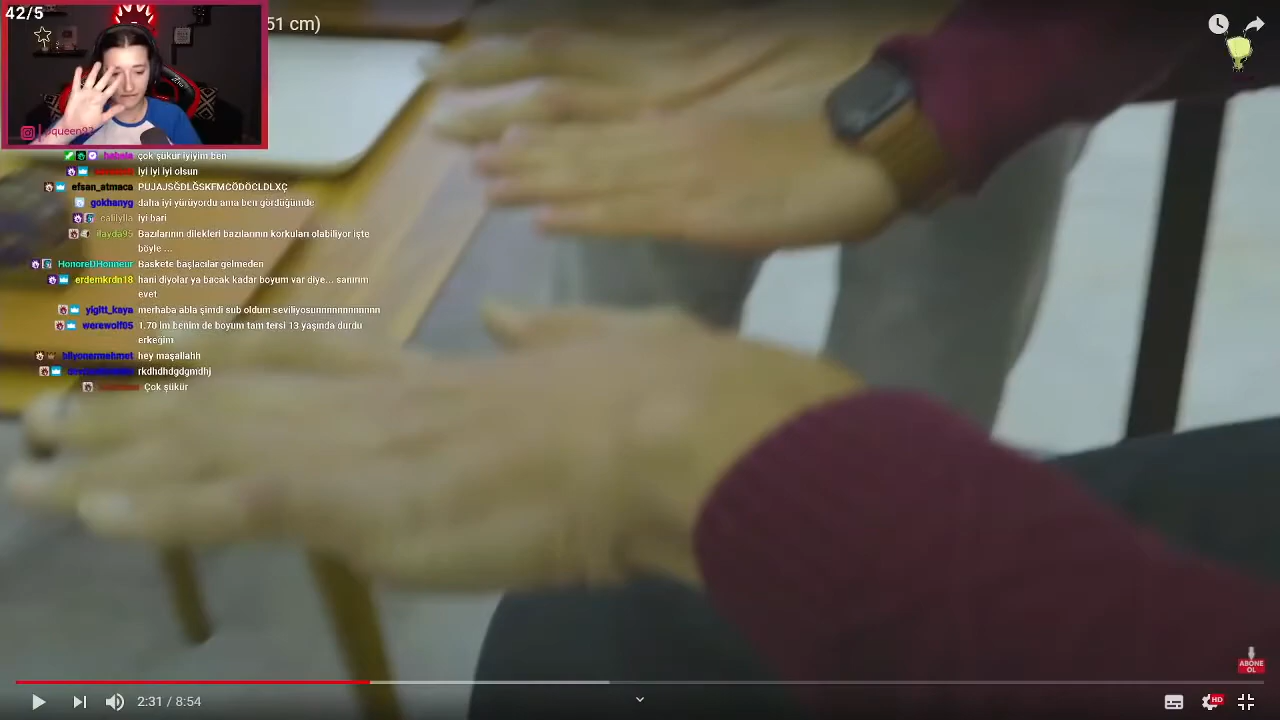 42/5
51 cm)
çok şükür iyiyim ben
iyi iyi iyi olsun
efsan_atmaca PUJAJSĞDLĞSKFMCÖDÖCLDLXÇ
gokhanyg daha iyi yürüyordu ama ben gördüğümde
iyi bari
ilayda95 Bazılarının dilekleri bazılarının korkuları olabiliyor işte
böyle ...
HonoreDHonneur Baskete başlacılar gelmeden
erdemkrdn18 hani diyolar ya bacak kadar boyum var diye... sanırım
evet
yigitt_kaya merhaba abla şimdi sub oldum seviliyosunnnnnnnnnnn
werewolf05 1.70 im benim de boyum tam tersi 13 yaşında durdu
erkeğim
bilyonermehmet hey maşallahh
rkdhdhdgdgmdhj
Çok şükür
ABONE
OL
2:31 / 8:54
HD